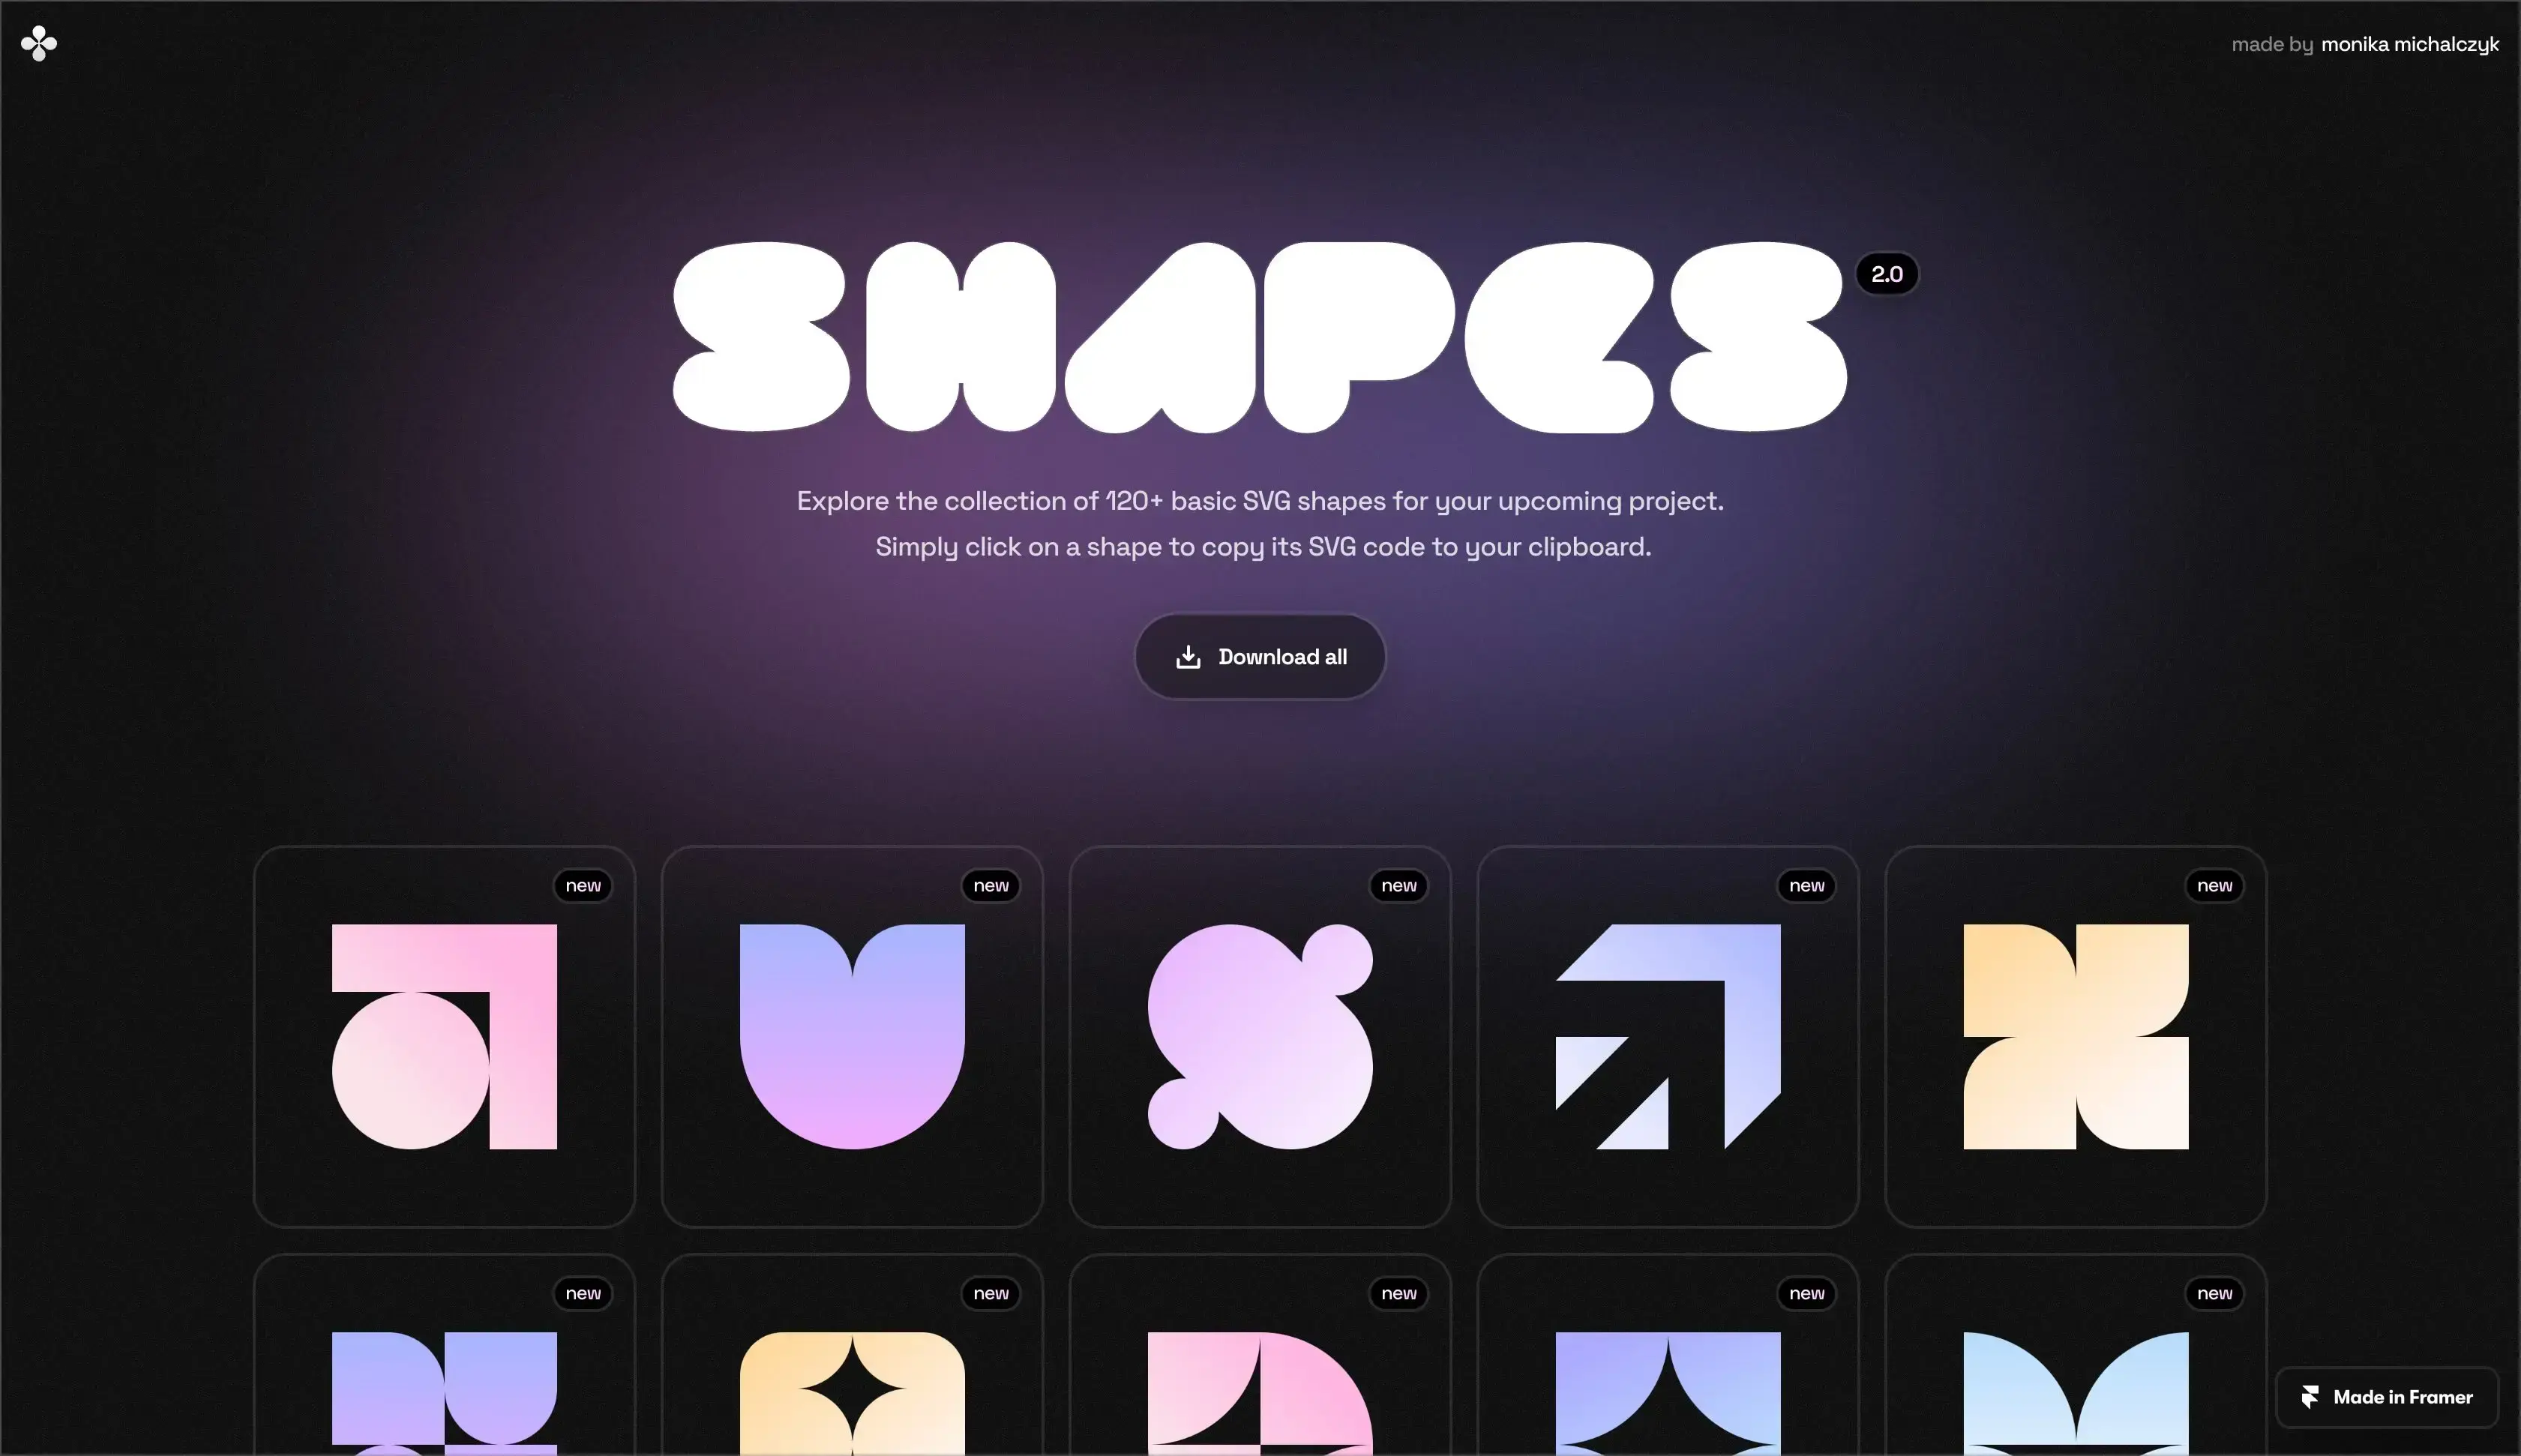 made by monika michalczyk
SHAPES
2.0
Explore the collection of 120+ basic SVG shapes for your upcoming project.
Simply click on a shape to copy its SVG code to your clipboard.
Download all
new
new
new
new
new
new
new
new
new
new
Made in Framer